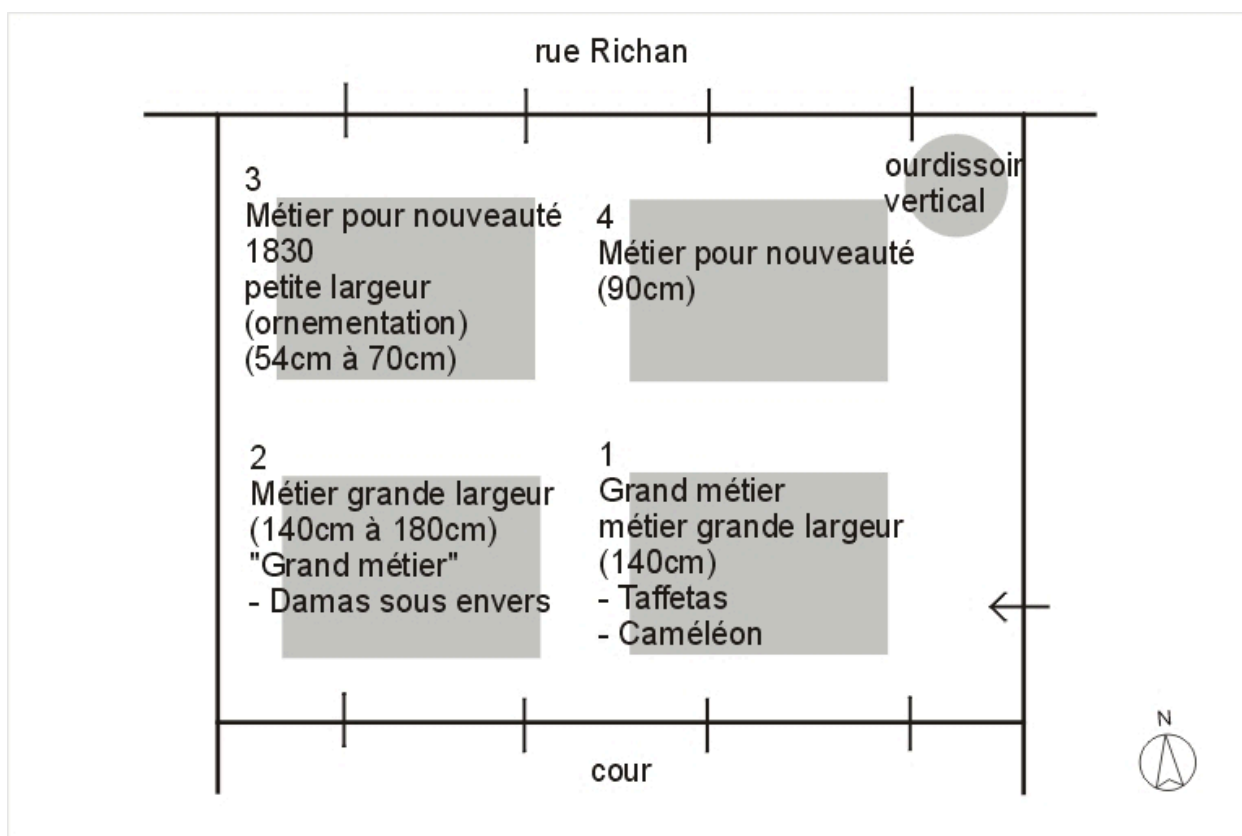 rue Richan
ourdissoir
vertical
3
Métier pour nouveauté
1830
petite largeur
(ornementation)
(54cm à 70cm)
4
Métier pour nouveauté
(90cm)
2
Métier grande largeur
(140cm à 180cm)
"Grand métier"
- Damas sous envers
1
Grand métier
métier grande largeur
(140cm)
- Taffetas
- Caméléon
cour
N